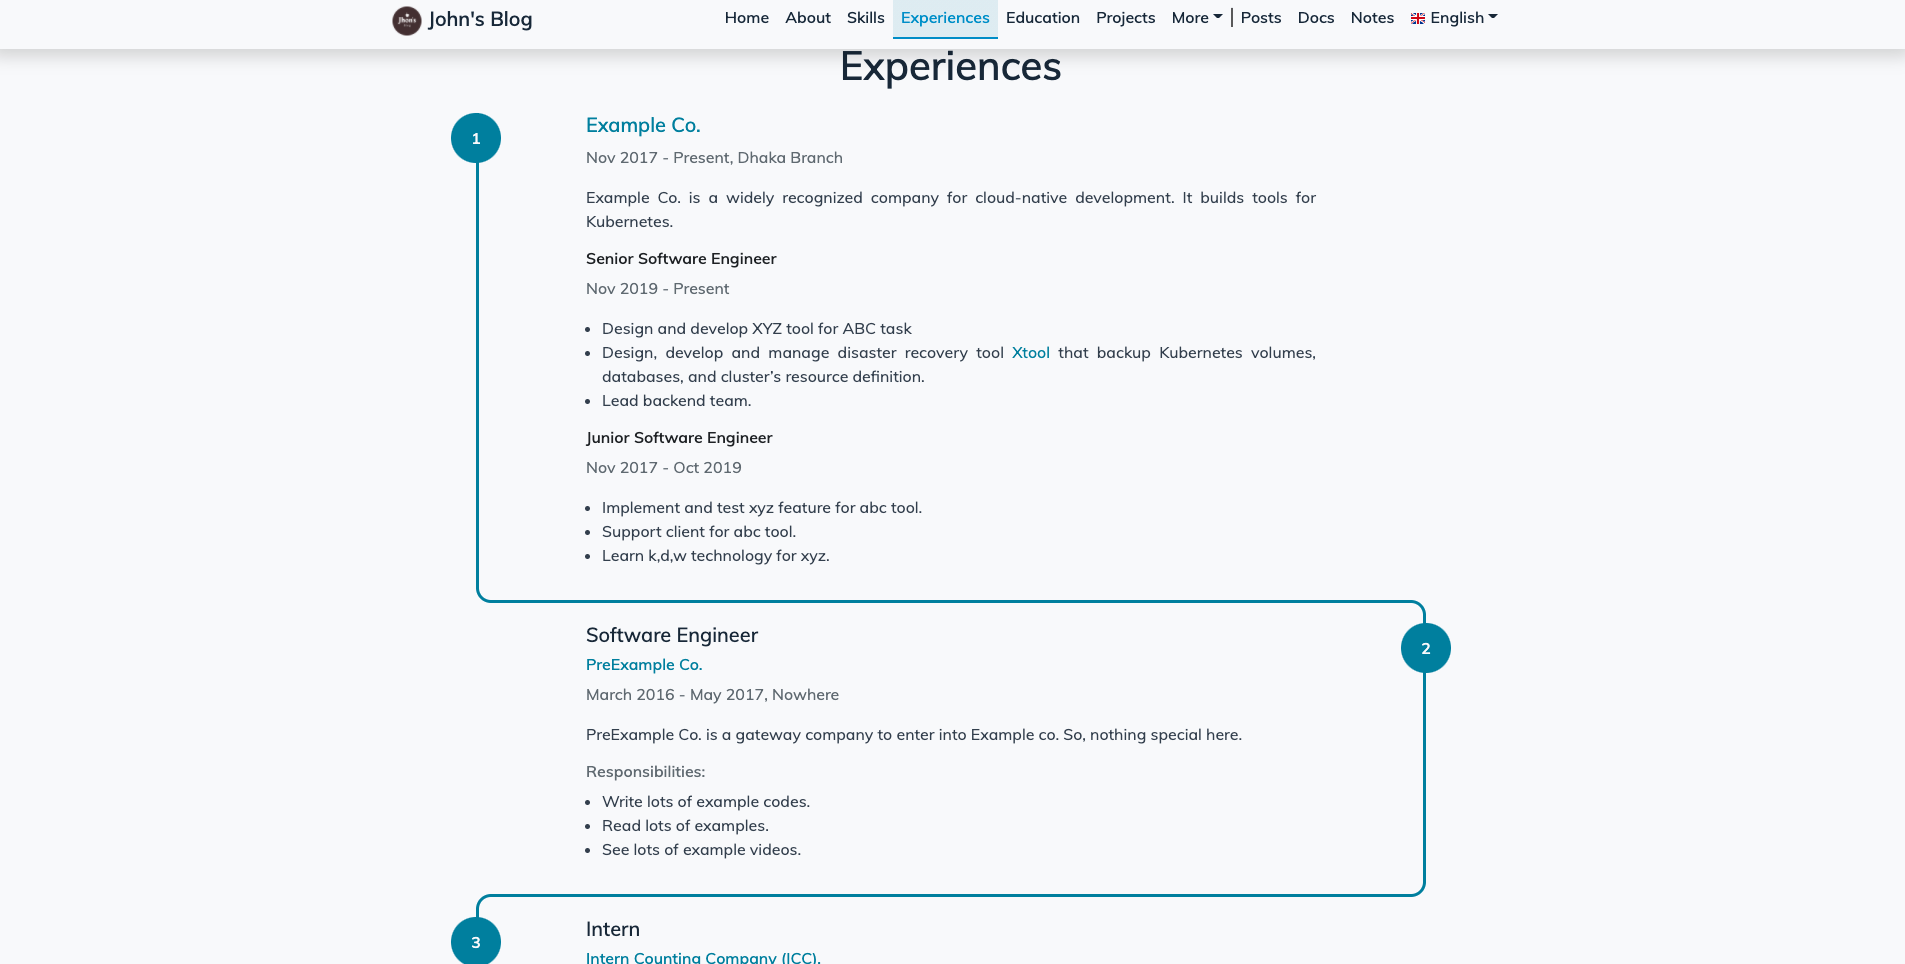 John's Blog
Home About Skills Experiences Education Projects More | Posts Docs Notes English
Experiences
1
Example Co.
Nov 2017 - Present, Dhaka Branch
Example Co. is a widely recognized company for cloud-native development. It builds tools for
Kubernetes.
Senior Software Engineer
Nov 2019 - Present
Design and develop XYZ tool for ABC task
Design, develop and manage disaster recovery tool Xtool that backup Kubernetes volumes,
databases, and cluster’s resource definition.
Lead backend team.
Junior Software Engineer
Nov 2017 - Oct 2019
Implement and test xyz feature for abc tool.
Support client for abc tool.
Learn k,d,w technology for xyz.
2
Software Engineer
PreExample Co.
March 2016 - May 2017, Nowhere
PreExample Co. is a gateway company to enter into Example co. So, nothing special here.
Responsibilities:
Write lots of example codes.
Read lots of examples.
See lots of example videos.
3
Intern
Intern Counting Company (ICC).